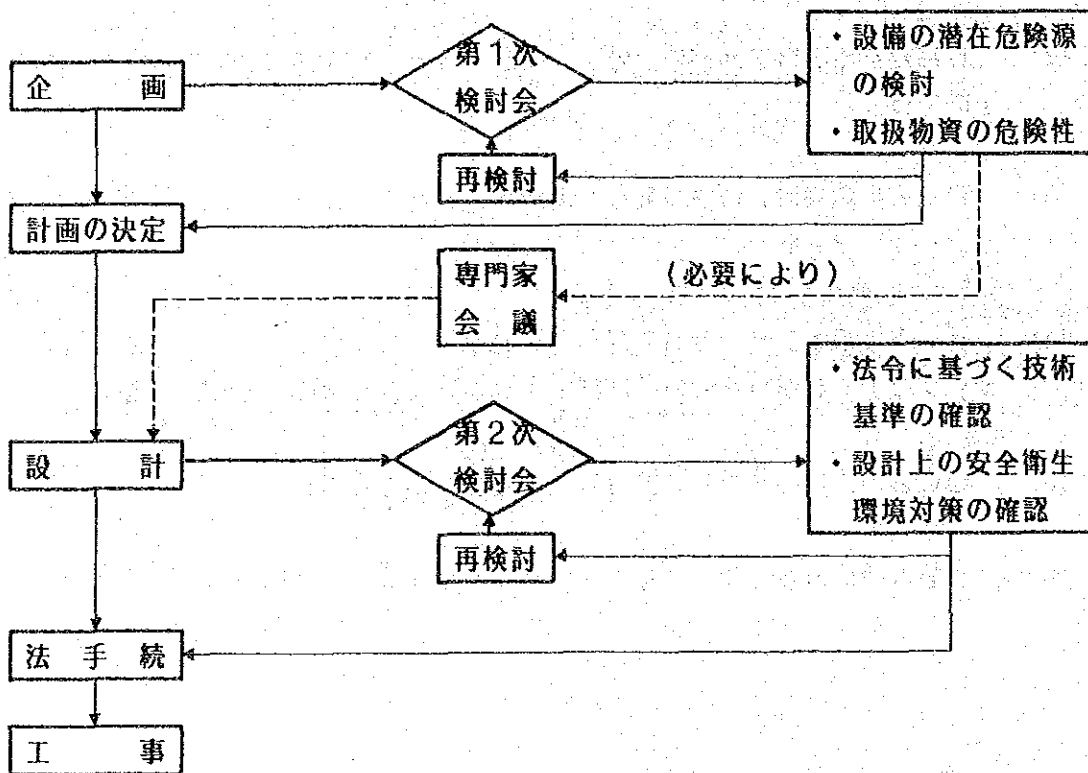 企画
第1次
検討会
・設備の潜在危険源
の検討
・取扱物資の危険性
再検討
計画の決定
専門家
会議
(必要により)
設計
第2次
検討会
・法令に基づく技術
基準の確認
・設計上の安全衛生
環境対策の確認
再検討
法手続
工事